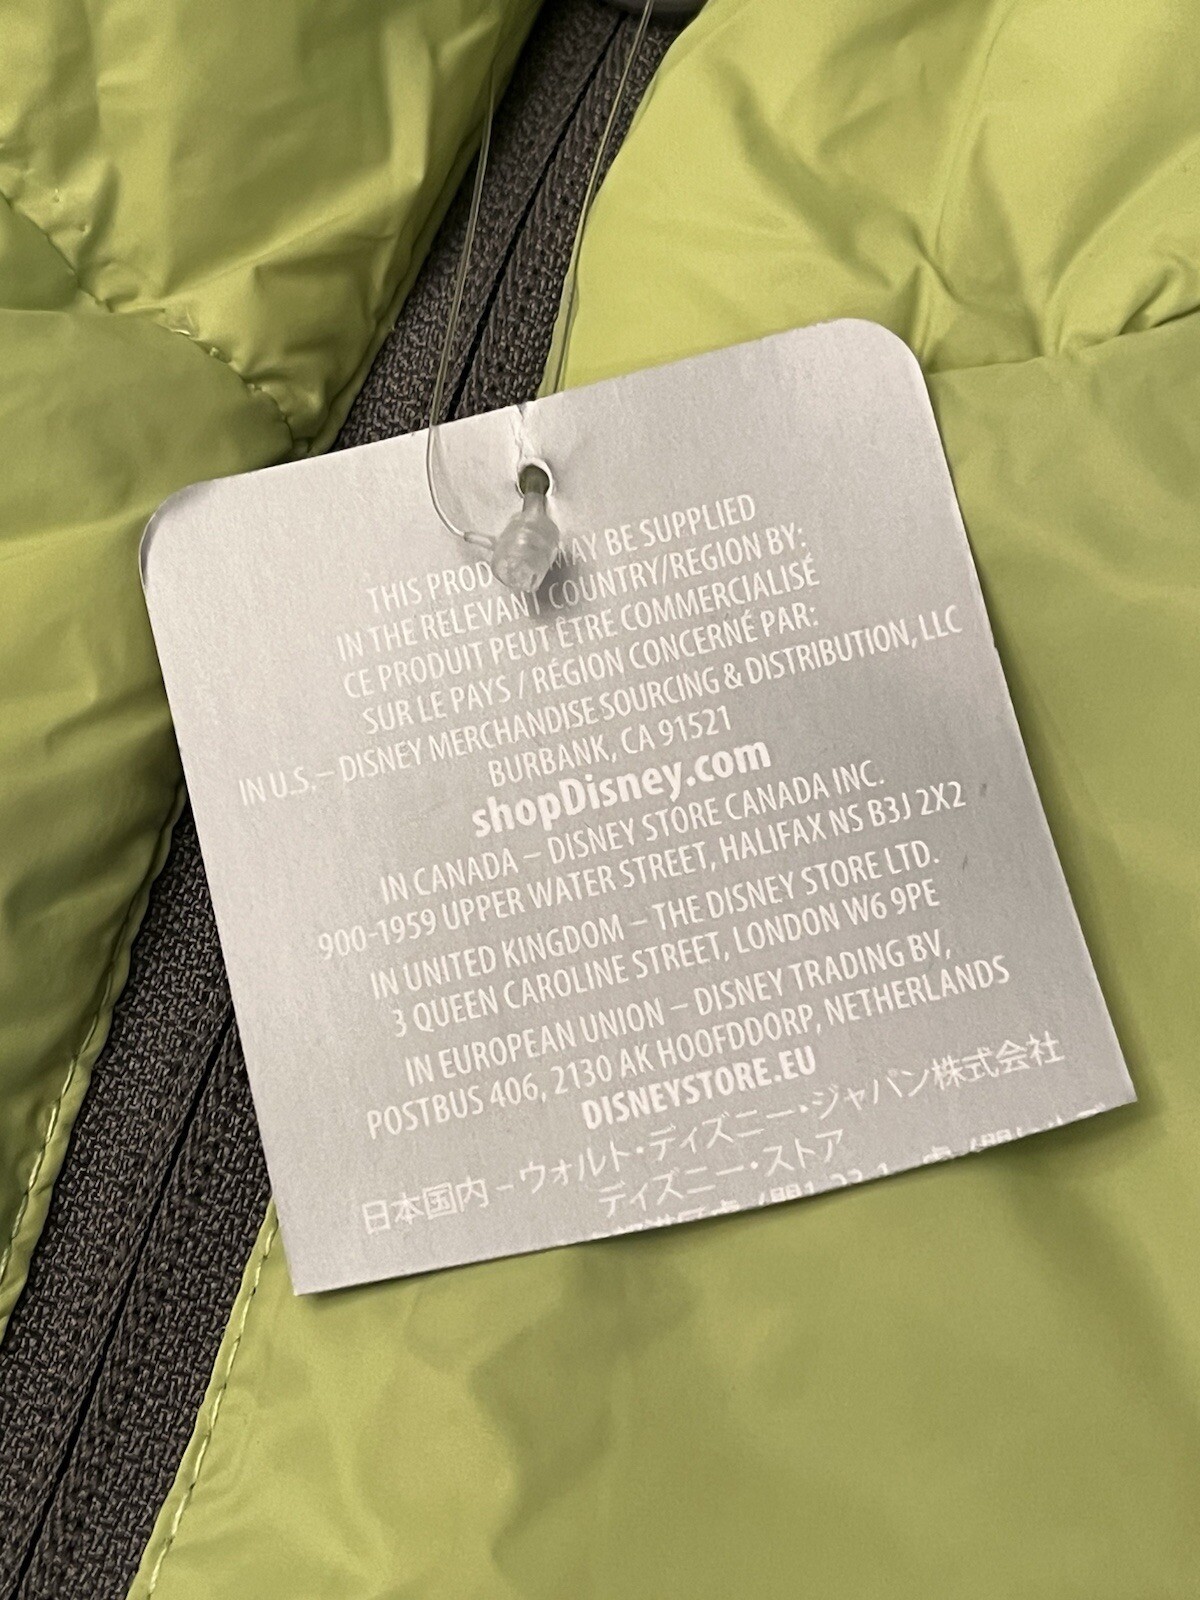 THIS PROD MAY BE SUPPLIED
IN THE RELEVANT COUNTRY/REGION BY:
CE PRODUIT PEUT ÊTRE COMMERCIALISÉ
SUR LE PAYS / RÉGION CONCERNÉ PAR:
IN U.S. – DISNEY MERCHANDISE SOURCING & DISTRIBUTION, LLC
BURBANK, CA 91521
shopDisney.com
IN CANADA – DISNEY STORE CANADA INC.
900-1959 UPPER WATER STREET, HALIFAX NS B3J 2X2
IN UNITED KINGDOM – THE DISNEY STORE LTD.
3 QUEEN CAROLINE STREET, LONDON W6 9PE
IN EUROPEAN UNION – DISNEY TRADING BV,
POSTBUS 406, 2130 AK HOOFDDORP, NETHERLANDS
DISNEYSTORE.EU
日本国内 – ウォルト・ディズニー・ジャパン株式会社
ディズニー・ストア